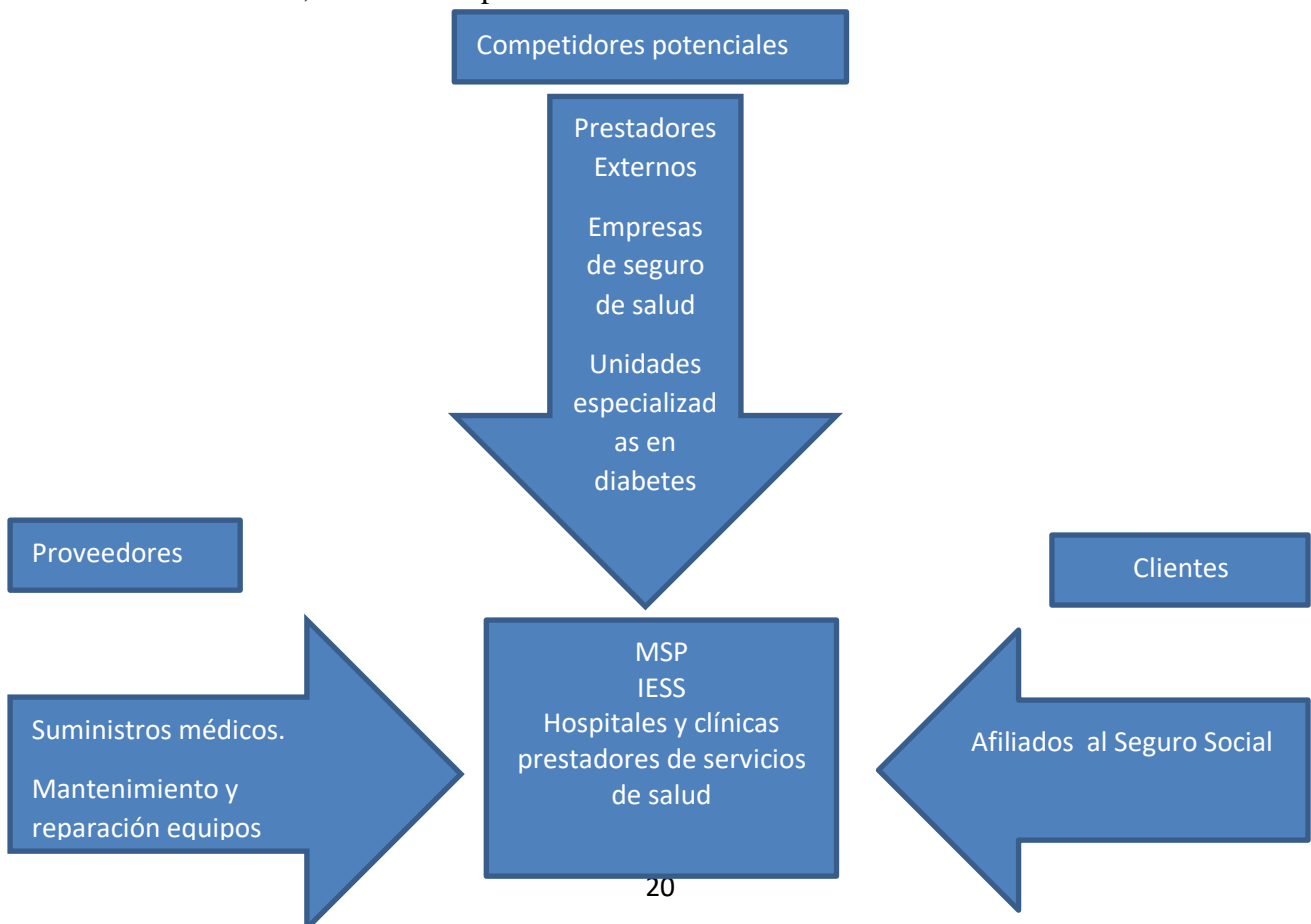 Competidores potenciales
Prestadores
Externos
Empresas
de seguro
de salud
Unidades
especializad
as en
diabetes
Proveedores
Clientes
Suministros médicos.
Mantenimiento y
reparación equipos
MSP
IESS
Hospitales y clínicas
prestadores de servicios
de salud
Afiliados al Seguro Social
20